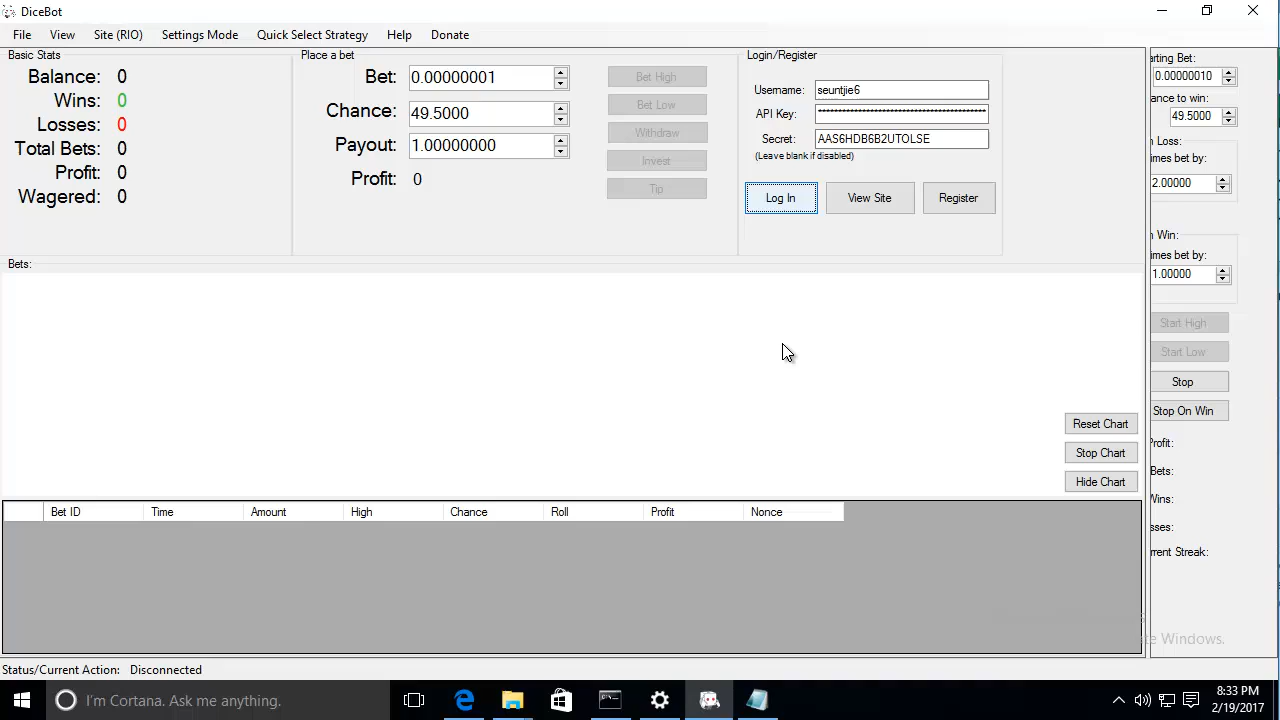 DiceBot
File View Site (RIO) Settings Mode Quick Select Strategy Help Donate
Basic Stats
Balance: 0
Wins: 0
Losses: 0
Total Bets: 0
Profit: 0
Wagered: 0
Place a bet
Bet: 0.00000001
Chance: 49.5000
Payout: 1.00000000
Profit: 0
Bet High
Bet Low
Withdraw
Invest
Tip
Login/Register
Username: seuntjie6
API Key: ****************************************
Secret: AAS6HDB6B2UTOLSE
(Leave blank if disabled)
Log In View Site Register
arting Bet:
0.00000010
ance to win:
49.5000
n Loss:
imes bet by:
2.00000
n Win:
imes bet by:
1.00000
Start High
Start Low
Stop
Stop On Win
Profit:
Bets:
Wins:
sses:
rrent Streak:
Bets:
Reset Chart
Stop Chart
Hide Chart
Bet ID Time Amount High Chance Roll Profit Nonce
te Windows.
Status/Current Action: Disconnected
I'm Cortana. Ask me anything.
8:33 PM
2/19/2017